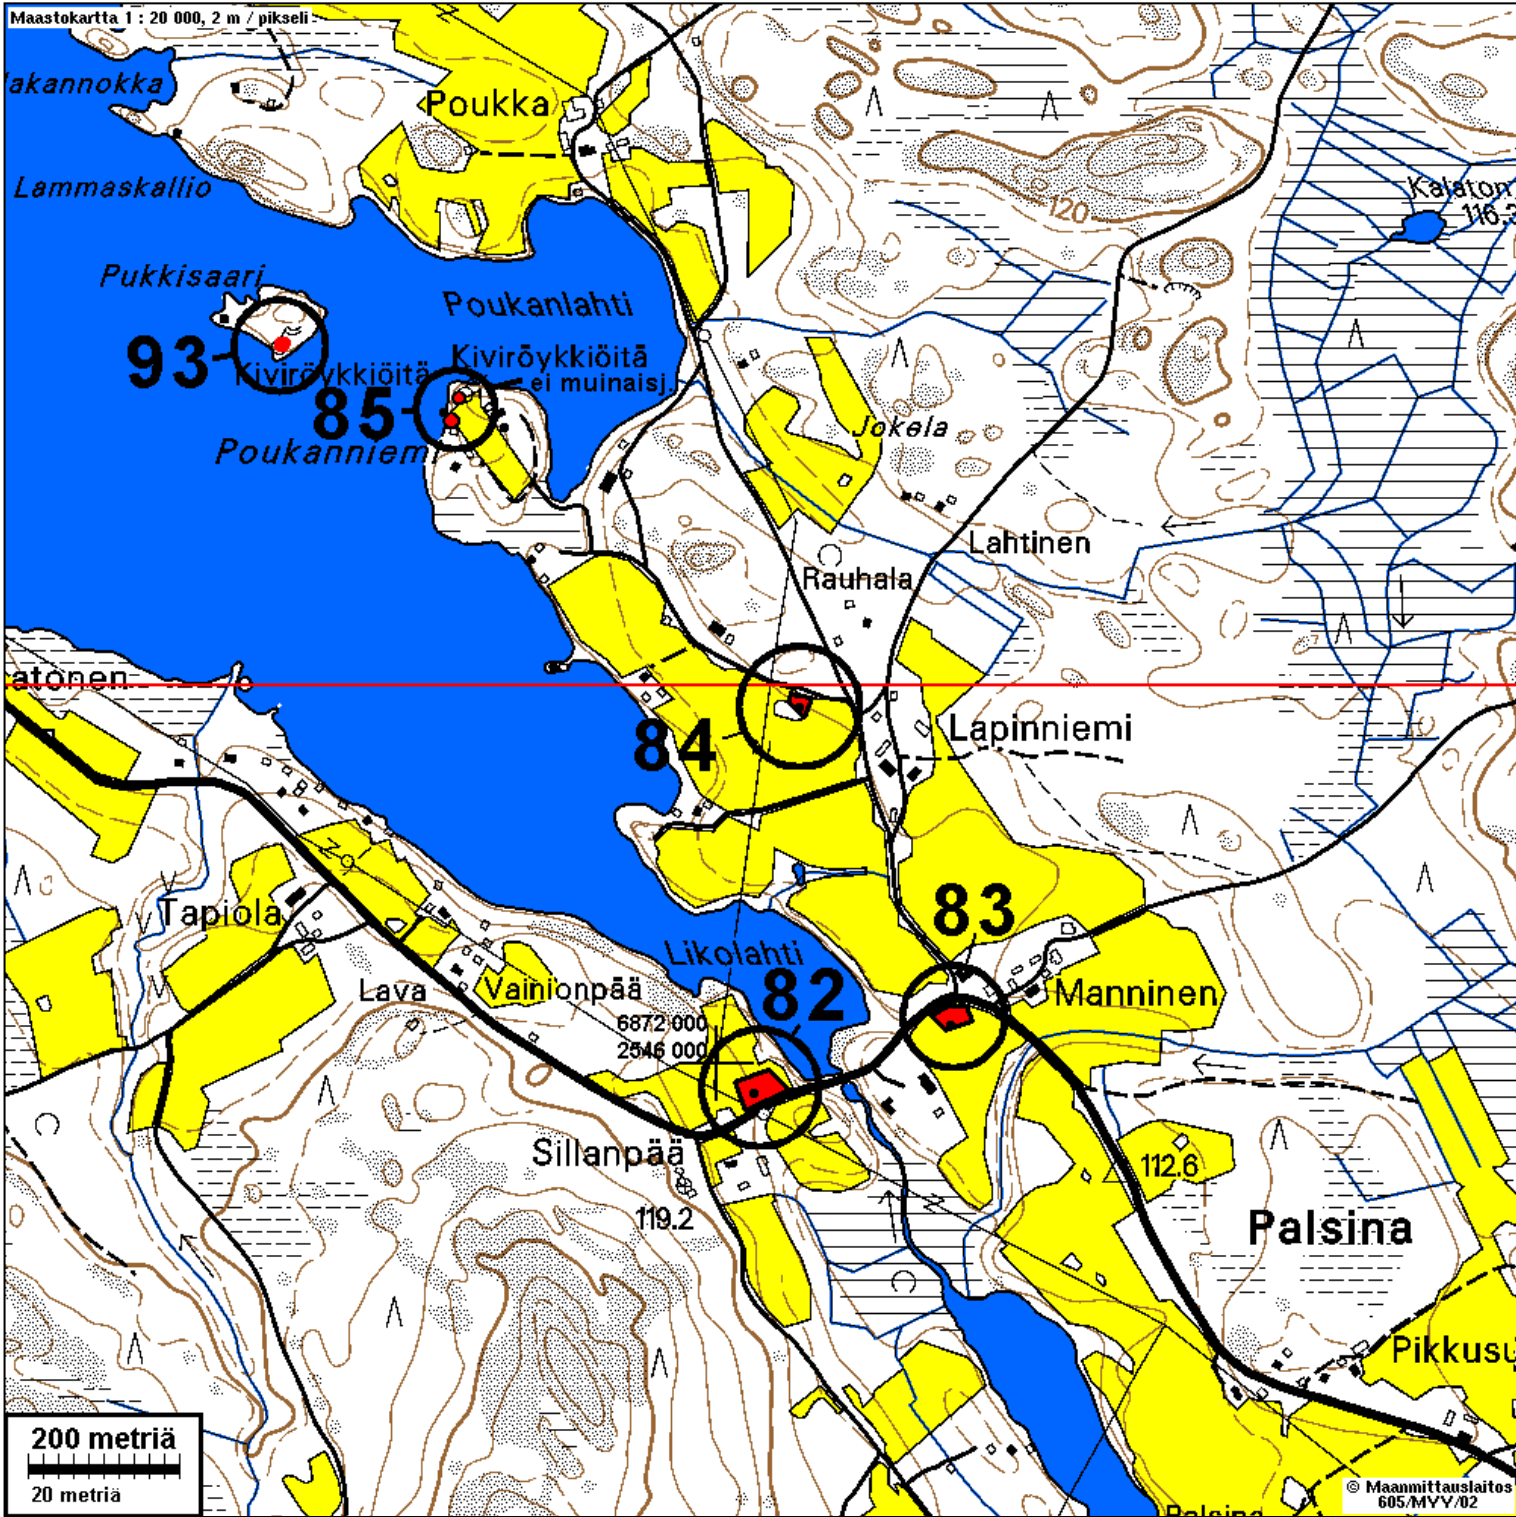 Maastokartta 1 : 20 000, 2 m / pikseli
akannokka
Poukka
Lammaskallio
Kalaton
116.3
120
Pukkisaari
Poukanlahti
93
Kiviröykkiöitä
Kiviröykkiöitä
ei muinaisj.
85
Poukanniem
Jokela
Lahtinen
Rauhala
atonen
84
Lapinniemi
Tapiola
83
Likolahti
Lava
Vainionpää
82
Manninen
6872 000
2546 000
Sillanpää
112.6
119.2
Palsina
Pikkusu
200 metriä
20 metriä
© Maanmittauslaitos
605/MYY/02
Palsina